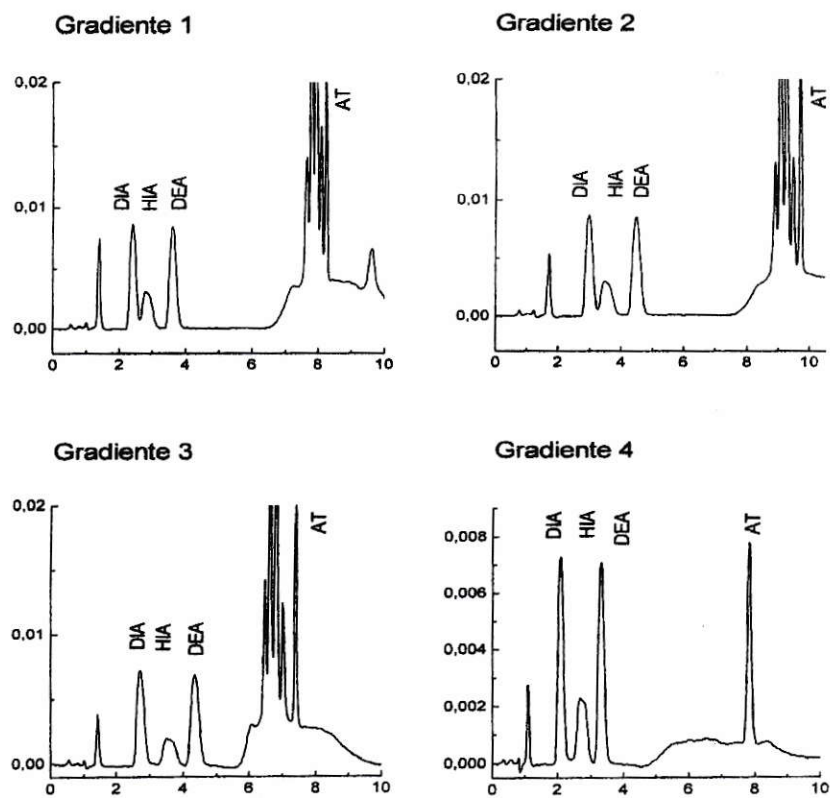 Gradiente 1
0,02
0,01
0,00
DIA
HIA
DEA
AT
0 2 4 6 8 10
Gradiente 2
0,02
0,01
0,00
DIA
HIA
DEA
AT
0 2 4 6 8 10
Gradiente 3
0,02
0,01
0,00
DIA
HIA
DEA
AT
0 2 4 6 8 10
Gradiente 4
0,008
0,006
0,004
0,002
0,000
DIA
HIA
DEA
AT
0 2 4 6 8 10